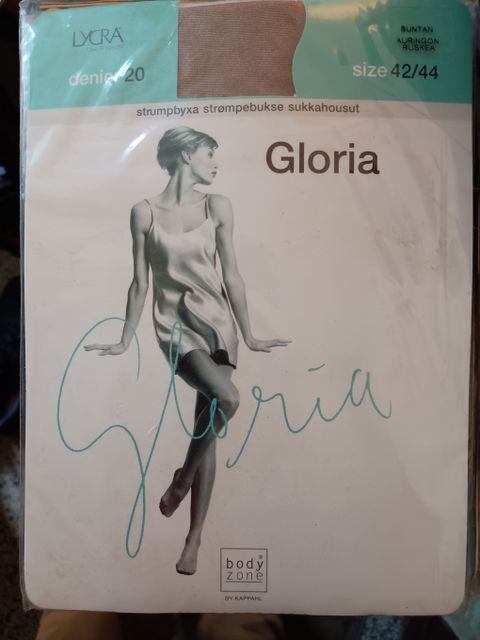 LYCRA
denier 20
SUNTAN
AURINGON
RUSKEA
size 42/44
strumpbyxa strømpebukse sukkahousut
Gloria
Gloria
body®
zone
BY KAPPAHL